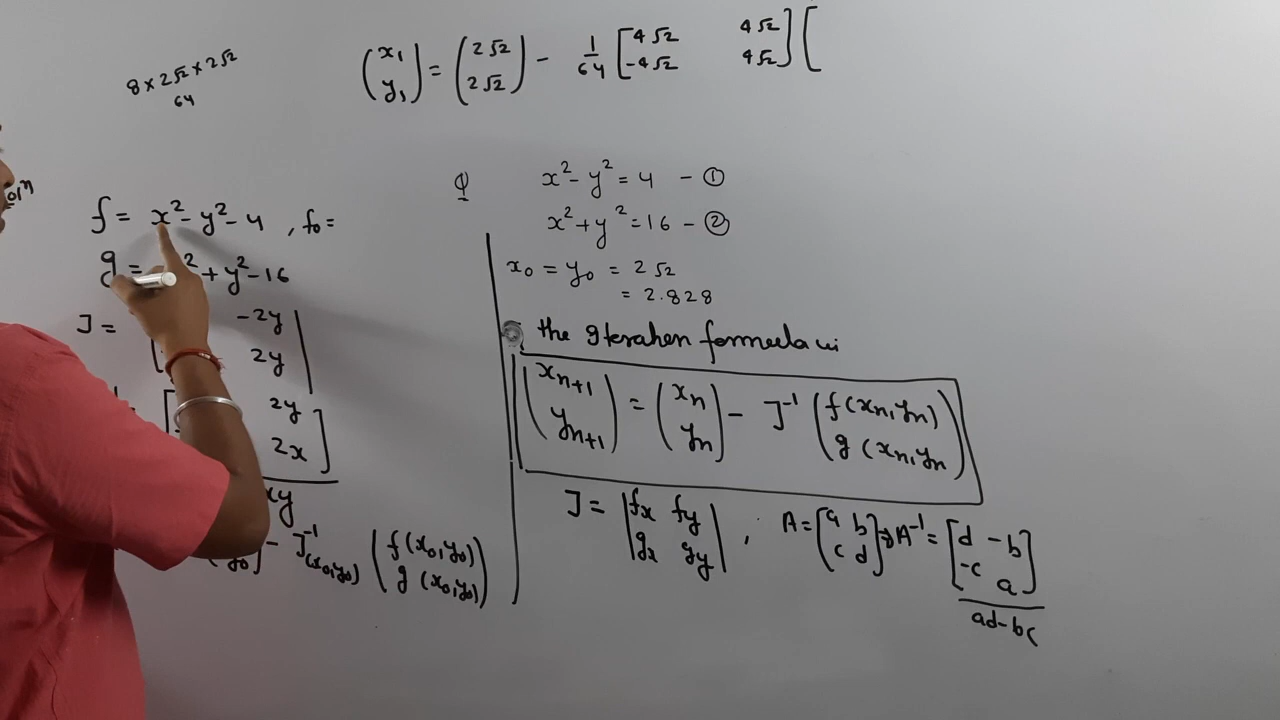 8 × 2√2 × 2√2
64
(x₁ y₁) = (2√2 2√2) - 1/64 [4√2 4√2 -4√2 4√2] [
f = x² - y² - 4 , f₀ =
g = ² + y² - 16
J = -2y
2y
2y
2x
xy
y₀] - J⁻¹(x₀,y₀) (f(x₀,y₀) g(x₀,y₀))
Q x² - y² = 4 - ①
x² + y² = 16 - ②
x₀ = y₀ = 2√2
= 2.828
the Iteration formula is
(xₙ₊₁ yₙ₊₁) = (xₙ yₙ) - J⁻¹ (f(xₙ,yₙ) g(xₙ,yₙ)
J = |fx fy gx gy| , A = [a b c d] ⇒ A⁻¹ = [d -b -c a]
ad-bc